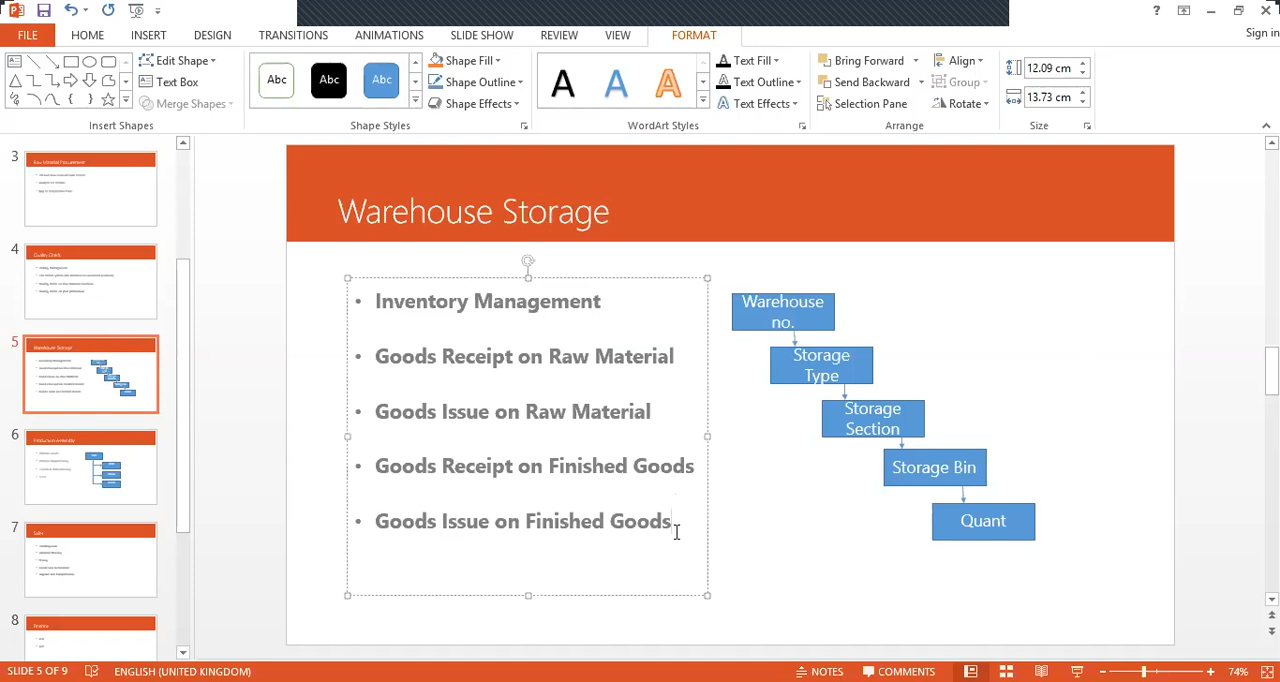 ?
FILE
HOME
INSERT
DESIGN
TRANSITIONS
ANIMATIONS
SLIDE SHOW
REVIEW
VIEW
FORMAT
Sign in
Edit Shape
Text Box
Merge Shapes
Insert Shapes
Abc
Abc
Abc
Shape Fill
Shape Outline
Shape Effects
Shape Styles
A
A
A
Text Fill
Text Outline
Text Effects
WordArt Styles
Bring Forward
Send Backward
Selection Pane
Align
Group
Rotate
Arrange
12.09 cm
13.73 cm
Size
3
4
5
Warehouse Storage
6
7
Sales
8
Finance
Warehouse Storage
• Inventory Management
• Goods Receipt on Raw Material
• Goods Issue on Raw Material
• Goods Receipt on Finished Goods
• Goods Issue on Finished Goods
Warehouse
no.
Storage
Type
Storage
Section
Storage Bin
Quant
SLIDE 5 OF 9
ENGLISH (UNITED KINGDOM)
NOTES
COMMENTS
74%